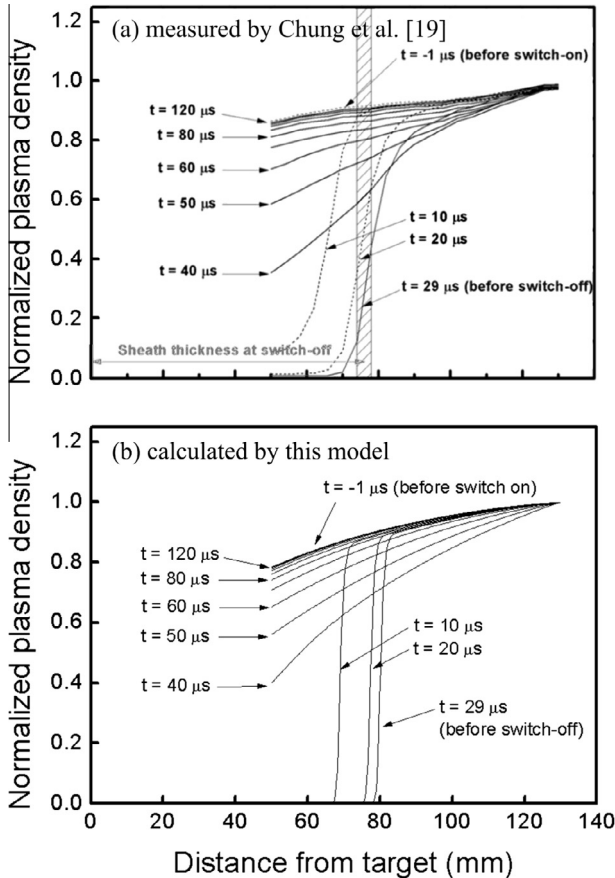 (a) measured by Chung et al. [19]
Normalized plasma density
1.2
1.0
0.8
0.6
0.4
0.2
0.0
t = -1 μs (before switch-on)
t = 120 μs
t = 80 μs
t = 60 μs
t = 50 μs
t = 40 μs
t = 10 μs
t = 20 μs
t = 29 μs (before switch-off)
Sheath thickness at switch-off
(b) calculated by this model
Normalized plasma density
1.2
1.0
0.8
0.6
0.4
0.2
0.0
t = -1 μs (before switch on)
t = 120 μs
t = 80 μs
t = 60 μs
t = 50 μs
t = 40 μs
t = 10 μs
t = 20 μs
t = 29 μs
(before switch-off)
0 20 40 60 80 100 120 140
Distance from target (mm)